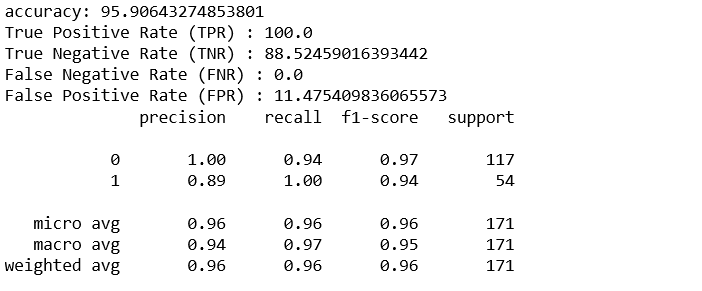 accuracy: 95.90643274853801
True Positive Rate (TPR) : 100.0
True Negative Rate (TNR) : 88.52459016393442
False Negative Rate (FNR) : 0.0
False Positive Rate (FPR) : 11.475409836065573
precision recall f1-score support
0 1.00 0.94 0.97 117
1 0.89 1.00 0.94 54
micro avg 0.96 0.96 0.96 171
macro avg 0.94 0.97 0.95 171
weighted avg 0.96 0.96 0.96 171